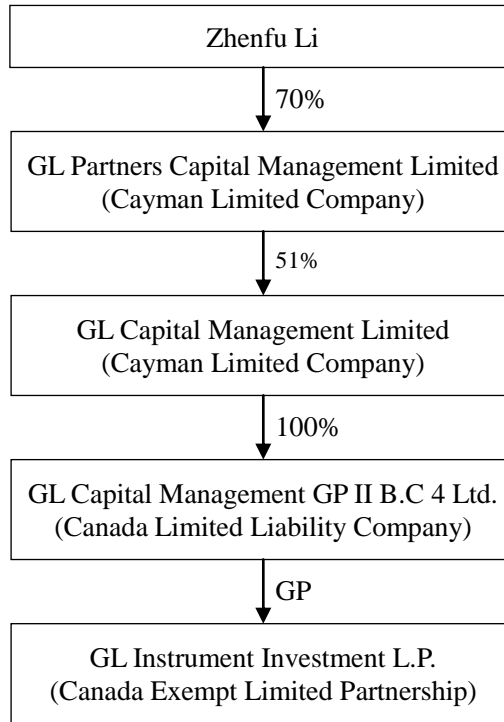 Zhenfu Li
70%
GL Partners Capital Management Limited
(Cayman Limited Company)
51%
GL Capital Management Limited
(Cayman Limited Company)
100%
GL Capital Management GP II B.C 4 Ltd.
(Canada Limited Liability Company)
GP
GL Instrument Investment L.P.
(Canada Exempt Limited Partnership)